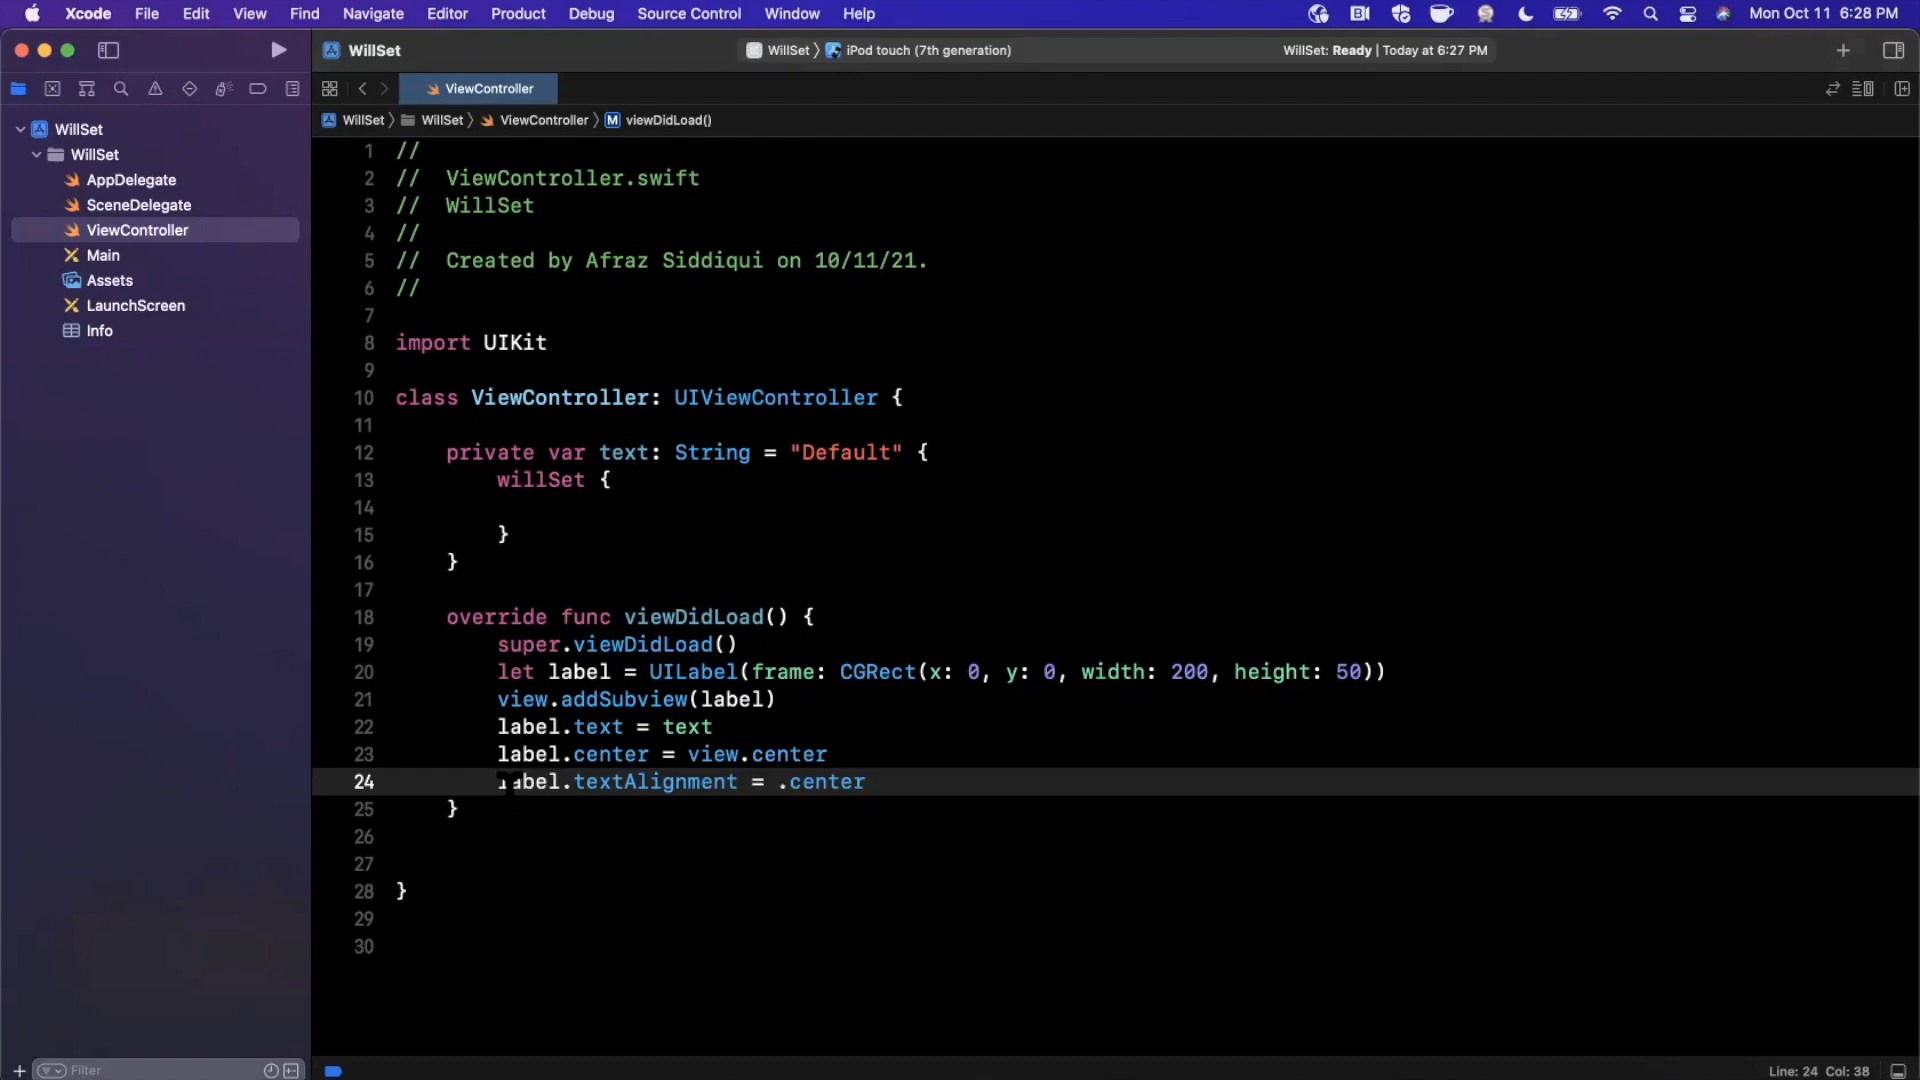 Xcode File Edit View Find Navigate Editor Product Debug Source Control Window Help Mon Oct 11 6:28 PM
WillSet WillSet iPod touch (7th generation) WillSet: Ready | Today at 6:27 PM
ViewController
WillSet WillSet ViewController M viewDidLoad()
WillSet
WillSet
AppDelegate
SceneDelegate
ViewController
Main
Assets
LaunchScreen
Info
1 //
2 //  ViewController.swift
3 //  WillSet
4 //
5 //  Created by Afraz Siddiqui on 10/11/21.
6 //
7
8 import UIKit
9
10 class ViewController: UIViewController {
11
12     private var text: String = "Default" {
13         willSet {
14
15         }
16     }
17
18     override func viewDidLoad() {
19         super.viewDidLoad()
20         let label = UILabel(frame: CGRect(x: 0, y: 0, width: 200, height: 50))
21         view.addSubview(label)
22         label.text = text
23         label.center = view.center
24         label.textAlignment = .center
25     }
26
27
28 }
29
30
Filter
Line: 24 Col: 38